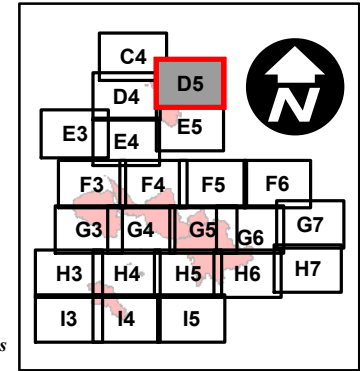 C4
D4 D5
E3 E4 E5
F3 F4 F5 F6
G3 G4 G5 G6 G7
H3 H4 H5 H6 H7
I3 I4 I5
N
s